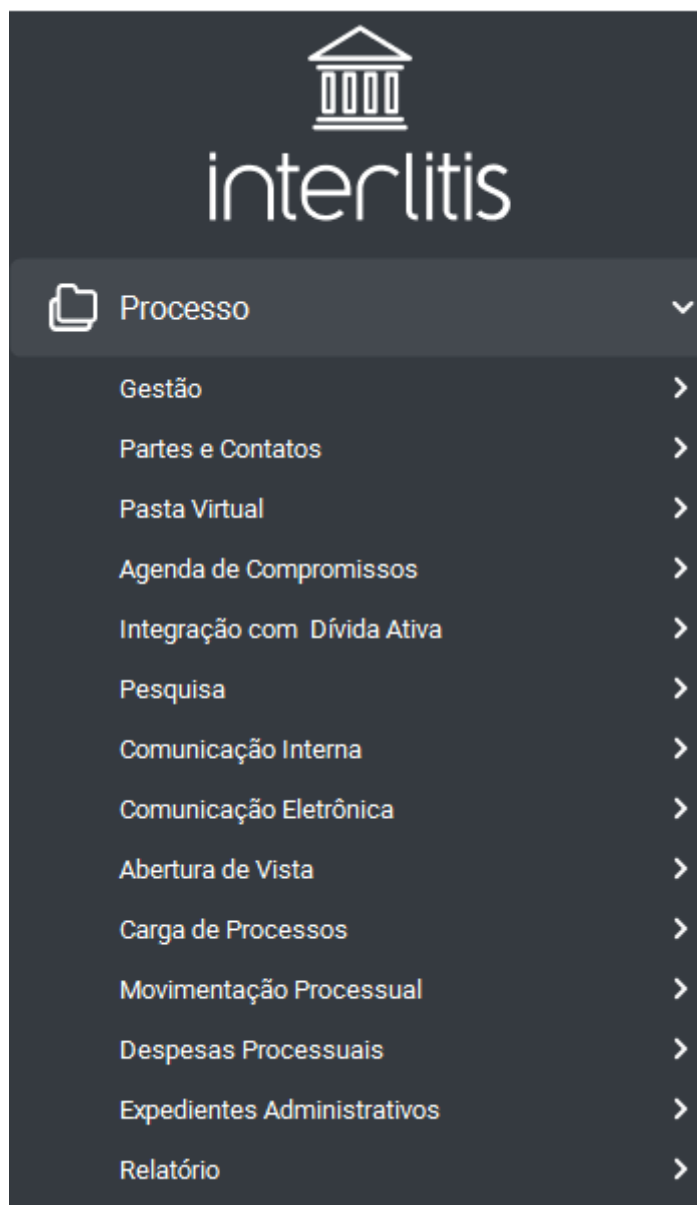 interlitis
Processo
Gestão
Partes e Contatos
Pasta Virtual
Agenda de Compromissos
Integração com  Dívida Ativa
Pesquisa
Comunicação Interna
Comunicação Eletrônica
Abertura de Vista
Carga de Processos
Movimentação Processual
Despesas Processuais
Expedientes Administrativos
Relatório